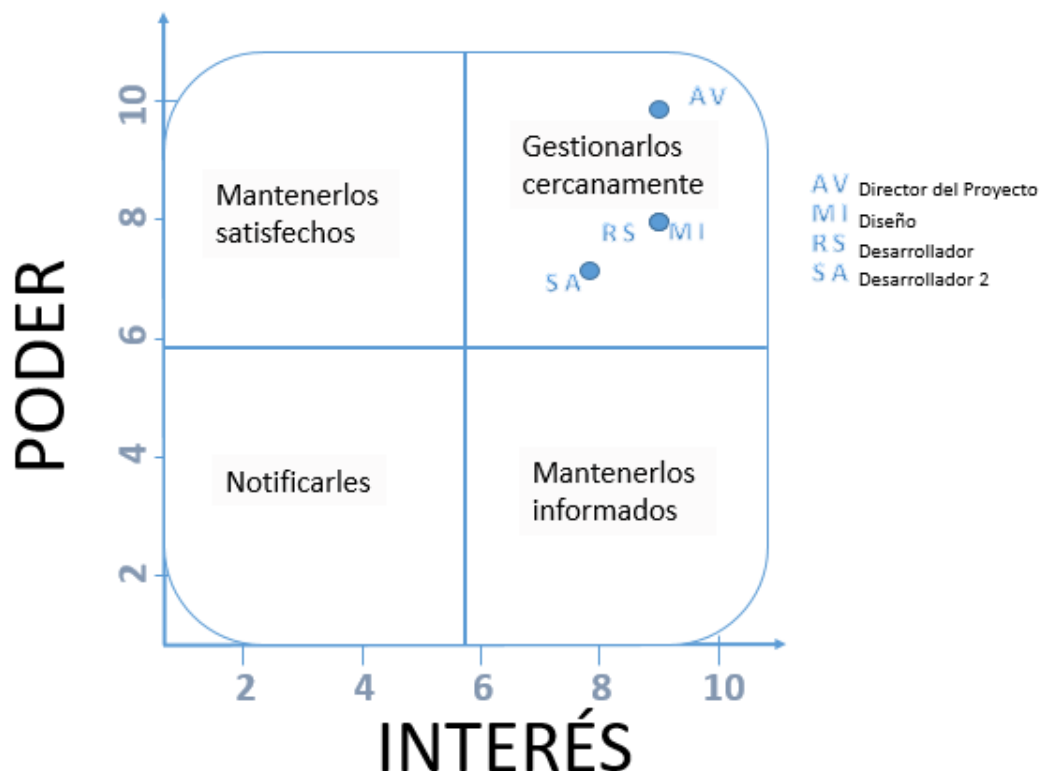 PODER
10
8
6
4
2
Mantenerlos
satisfechos
Gestionarlos
cercanamente
AV
RS
MI
SA
Notificarles
Mantenerlos
informados
2 4 6 8 10
INTERÉS
AV Director del Proyecto
MI Diseño
RS Desarrollador
SA Desarrollador 2